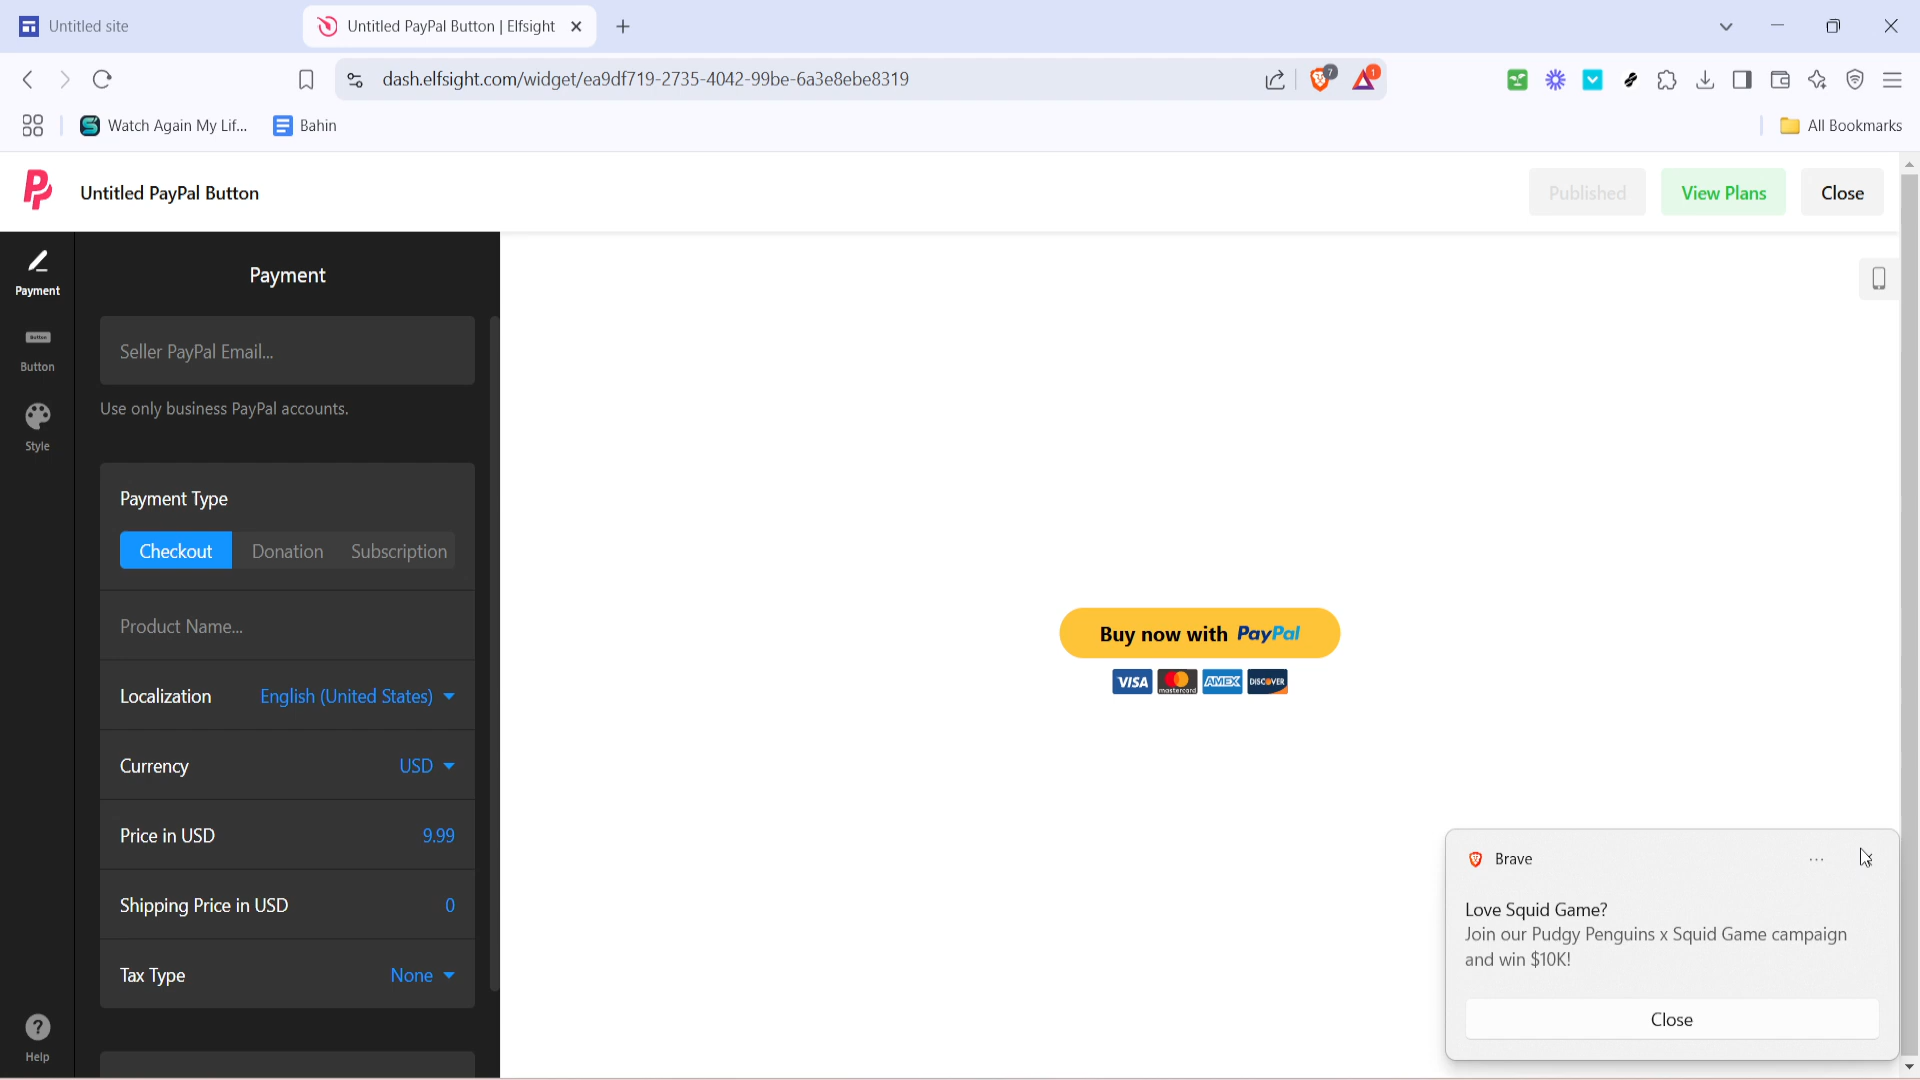 Untitled site
Untitled PayPal Button | Elfsight
dash.elfsight.com/widget/ea9df719-2735-4042-99be-6a3e8ebe8319
7
1
Watch Again My Lif...
Bahin
All Bookmarks
Untitled PayPal Button
Published
View Plans
Close
Payment
Button
Button
Style
Help
Payment
Seller PayPal Email...
Use only business PayPal accounts.
Payment Type
Checkout
Donation
Subscription
Product Name...
Localization
English (United States)
Currency
USD
Price in USD
9.99
Shipping Price in USD
0
Tax Type
None
Buy now with PayPal
VISA
mastercard
AMEX
DISCOVER
Brave
Love Squid Game?
Join our Pudgy Penguins x Squid Game campaign
and win $10K!
Close